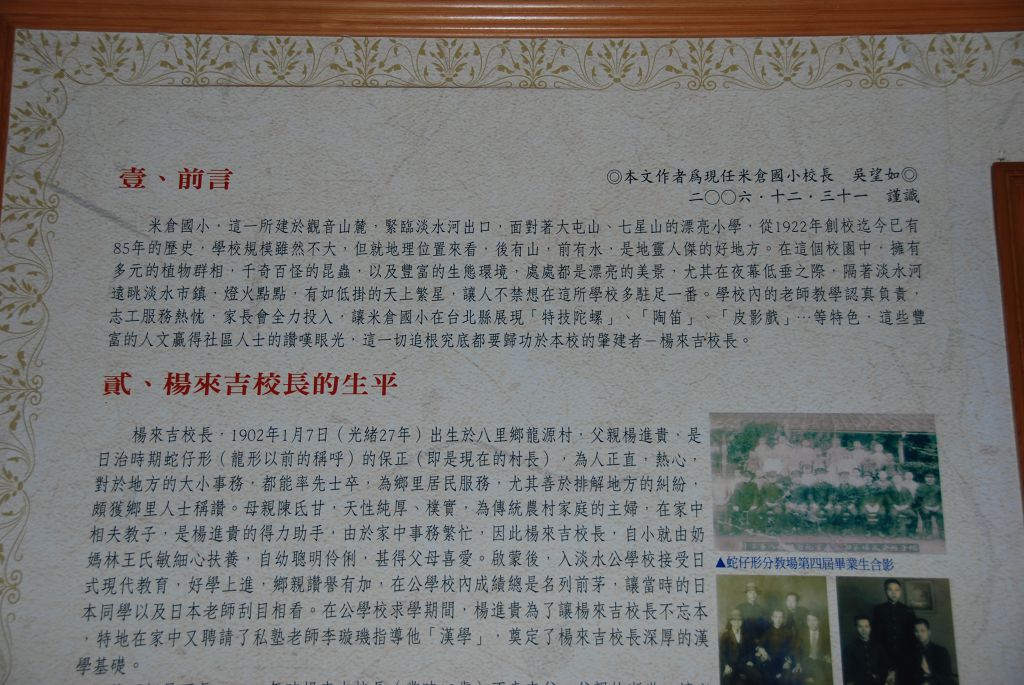 壹、前言
◎本文作者為現任米倉國小校長　吳望如◎
二〇〇六・十二・三十一　謹識
米倉國小，這一所建於觀音山麓，緊臨淡水河出口，面對著大屯山、七星山的漂亮小學，從1922年創校迄今已有
85年的歷史，學校規模雖然不大，但就地理位置來看，後有山，前有水，是地靈人傑的好地方。在這個校園中，擁有
多元的植物群相，千奇百怪的昆蟲，以及豐富的生態環境，處處都是漂亮的美景，尤其在夜幕低垂之際，隔著淡水河
遠眺淡水市鎮，燈火點點，有如低掛的天上繁星，讓人不禁想在這所學校多駐足一番。學校內的老師教學認真負責，
志工服務熱忱，家長會全力投入，讓米倉國小在台北縣展現「特技陀螺」、「陶笛」、「皮影戲」…等特色，這些豐
富的人文贏得社區人士的讚嘆眼光，這一切追根究底都要歸功於本校的肇建者－楊來吉校長。
貳、楊來吉校長的生平
楊來吉校長，1902年1月7日（光緒27年）出生於八里鄉龍源村，父親楊進貴，是
日治時期蛇仔形（龍形以前的稱呼）的保正（即是現在的村長），為人正直，熱心，
對於地方的大小事務，都能率先士卒，為鄉里居民服務，尤其善於排解地方的糾紛，
頗獲鄉里人士稱讚。母親陳氏甘，天性純厚、樸實，為傳統農村家庭的主婦，在家中
相夫教子，是楊進貴的得力助手，由於家中事務繁忙，因此楊來吉校長，自小就由奶
媽林王氏敏細心扶養，自幼聰明伶俐，甚得父母喜愛。啟蒙後，入淡水公學校接受日
式現代教育，好學上進，鄉親讚譽有加，在公學校內成績總是名列前茅，讓當時的日
本同學以及日本老師刮目相看。在公學校求學期間，楊進貴為了讓楊來吉校長不忘本
，特地在家中又聘請了私塾老師李璇璣指導他「漢學」，奠定了楊來吉校長深厚的漢
學基礎。
▲蛇仔形分教場第四屆畢業生合影